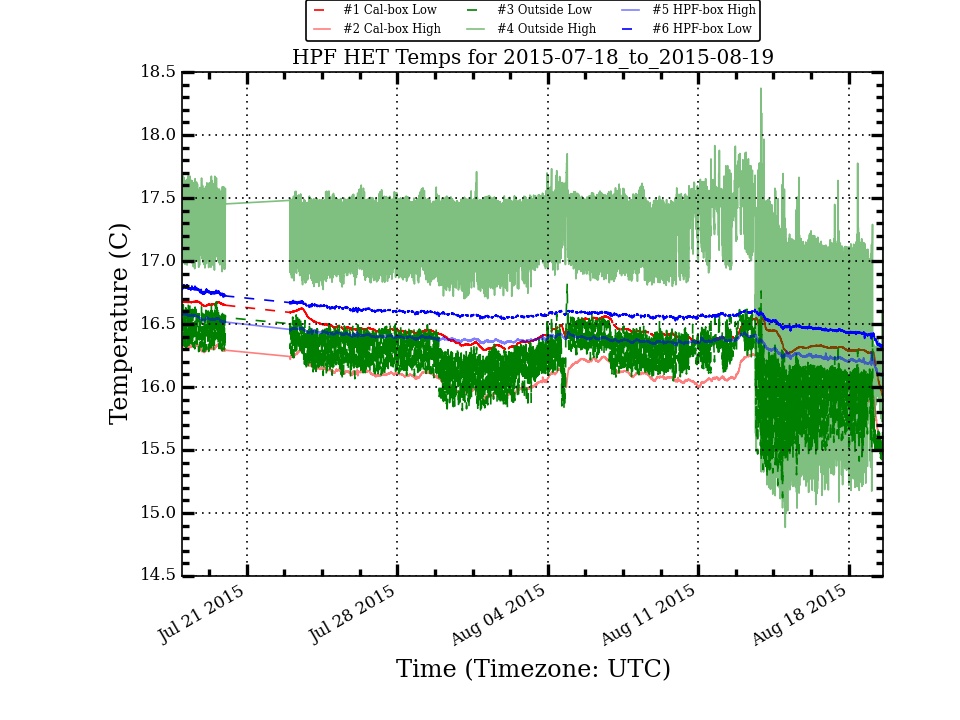 #1 Cal-box Low #3 Outside Low #5 HPF-box High
#2 Cal-box High #4 Outside High #6 HPF-box Low
HPF HET Temps for 2015-07-18_to_2015-08-19
18.5
18.0
17.5
17.0
16.5
16.0
15.5
15.0
14.5
Temperature (C)
Jul 21 2015 Jul 28 2015 Aug 04 2015 Aug 11 2015 Aug 18 2015
Time (Timezone: UTC)